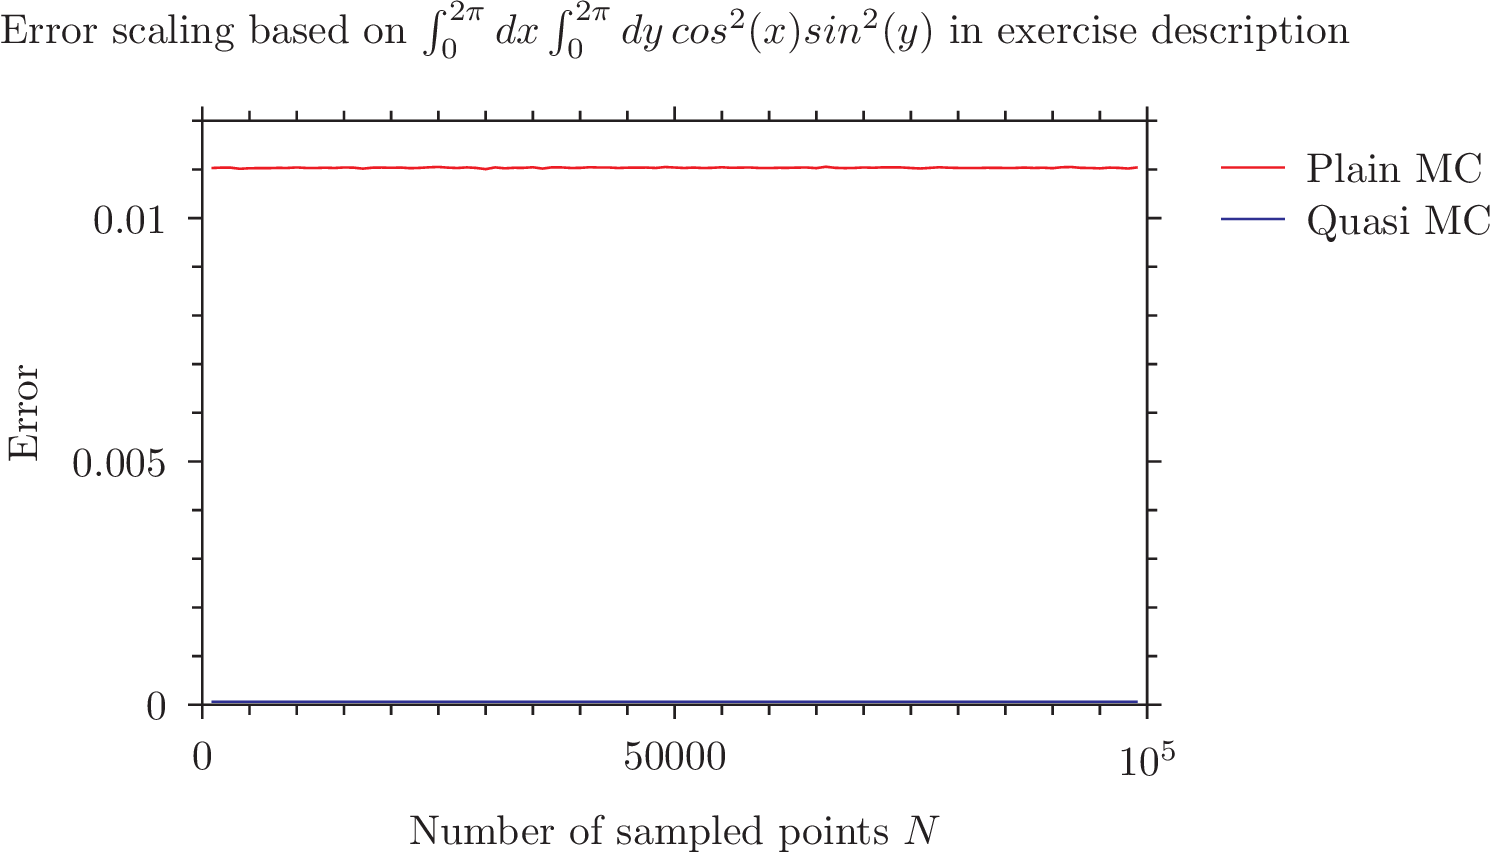 Error scaling based on ∫₀^{2π} dx ∫₀^{2π} dy cos²(x)sin²(y) in exercise description
Plain MC
Quasi MC
0.01
0.005
0
Error
0
50000
10⁵
Number of sampled points N